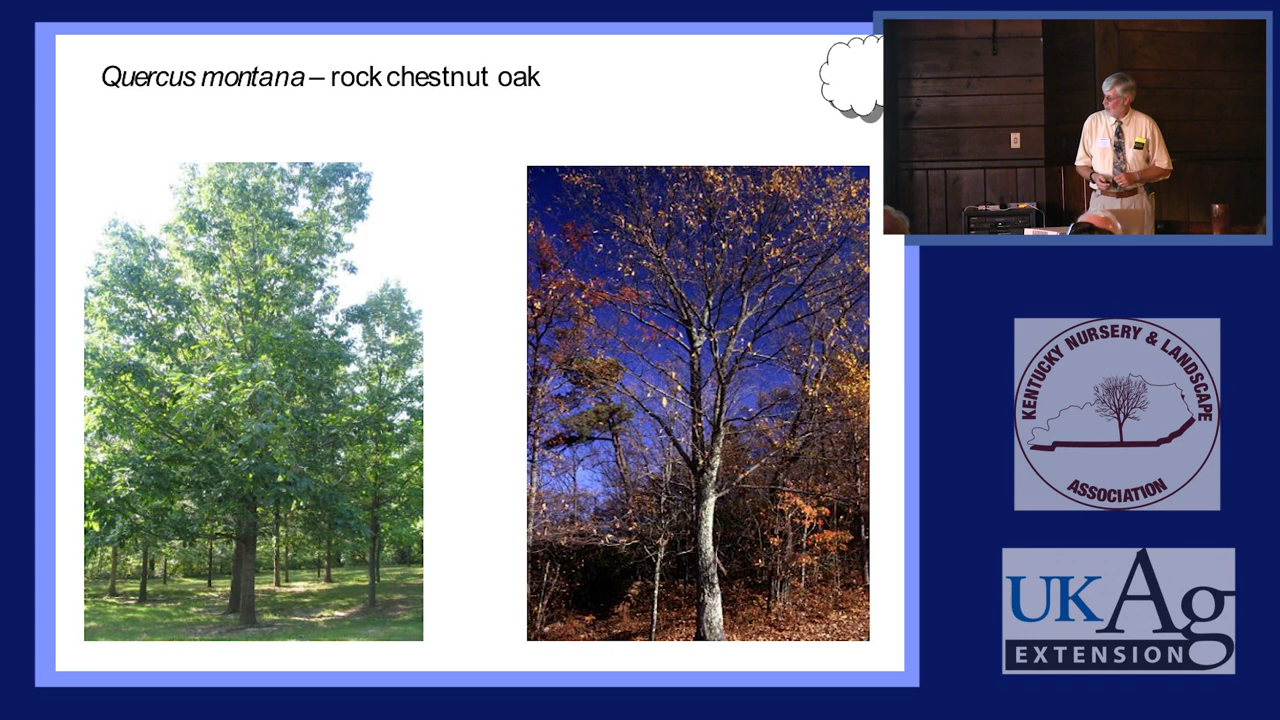 Quercus montana – rock chestnut oak
KENTUCKY NURSERY & LANDSCAPE
ASSOCIATION
UKAg
EXTENSION